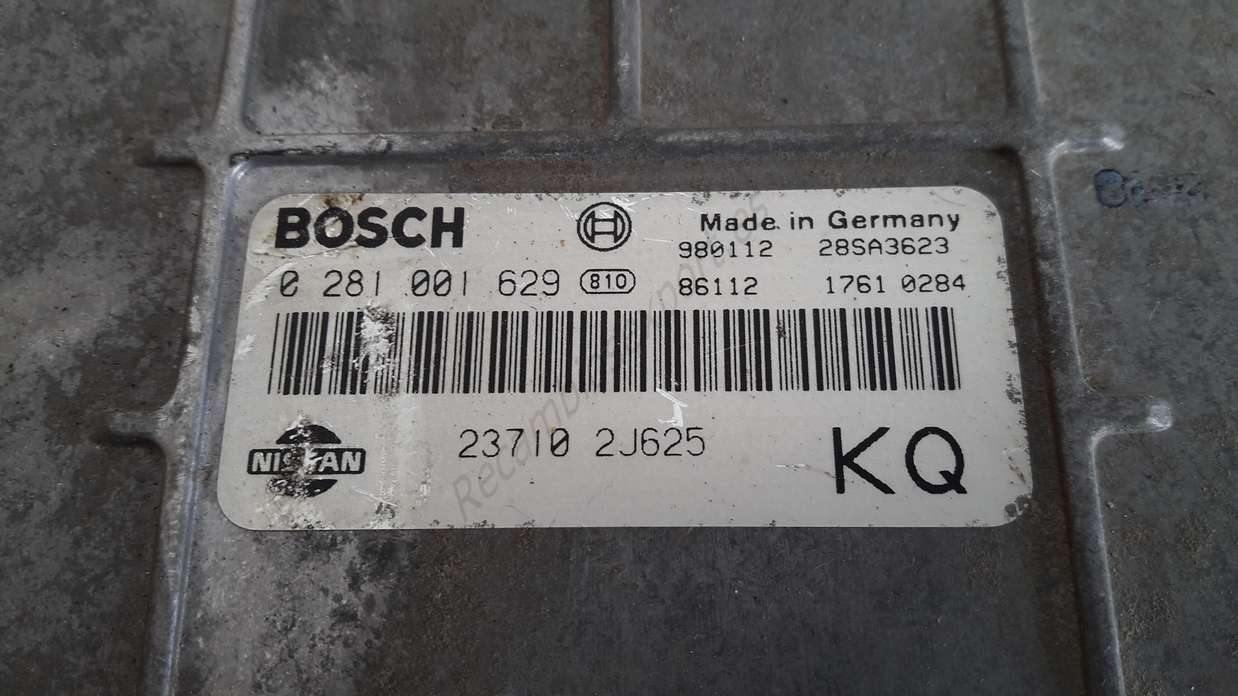 BOSCH
Made in Germany
980112 28SA3623
0 281 001 629 810
86112 1761 0284
NISSAN
23710 2J625
KQ